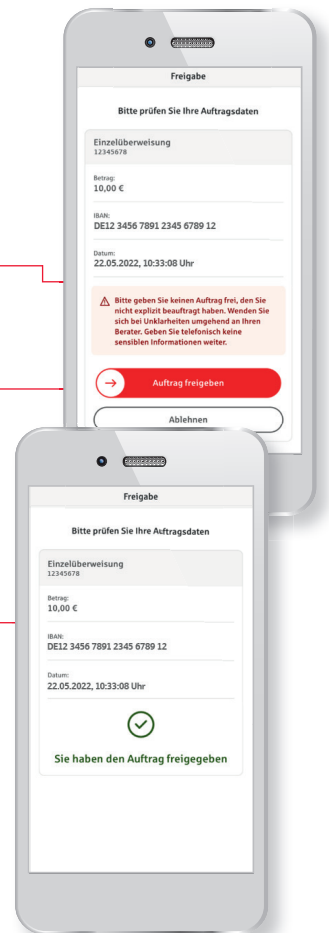 Freigabe
Bitte prüfen Sie Ihre Auftragsdaten
Einzelüberweisung
12345678
Betrag:
10,00 €
IBAN:
DE12 3456 7891 2345 6789 12
Datum:
22.05.2022, 10:33:08 Uhr
Bitte geben Sie keinen Auftrag frei, den Sie
nicht explizit beauftragt haben. Wenden Sie
sich bei Unklarheiten umgehend an Ihren
Berater. Geben Sie telefonisch keine
sensiblen Informationen weiter.
Auftrag freigeben
Ablehnen
Freigabe
Bitte prüfen Sie Ihre Auftragsdaten
Einzelüberweisung
12345678
Betrag:
10,00 €
IBAN:
DE12 3456 7891 2345 6789 12
Datum:
22.05.2022, 10:33:08 Uhr
Sie haben den Auftrag freigegeben